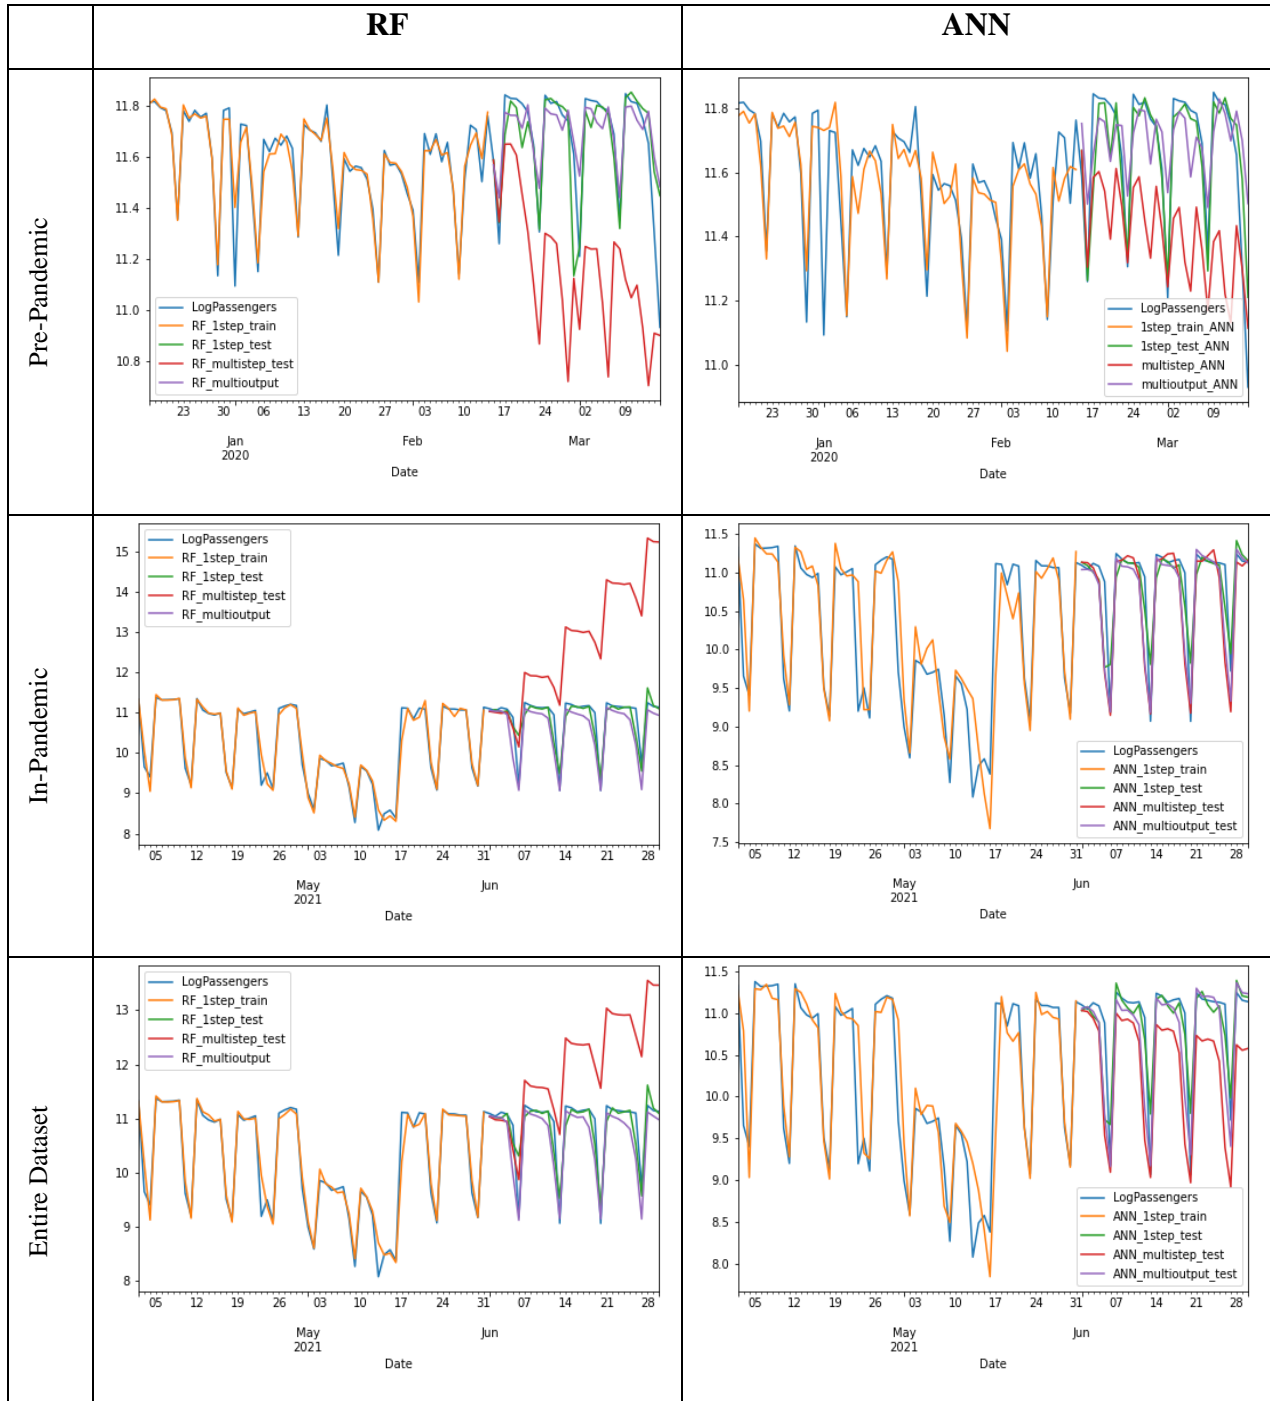 RF
ANN
Pre-Pandemic
11.8
11.6
11.4
11.2
11.0
10.8
LogPassengers
RF_1step_train
RF_1step_test
RF_multistep_test
RF_multioutput
23 30 06 13 20 27 03 10 17 24 02 09
Jan Feb Mar
2020
Date
11.8
11.6
11.4
11.2
11.0
LogPassengers
1step_train_ANN
1step_test_ANN
multistep_ANN
multioutput_ANN
23 30 06 13 20 27 03 10 17 24 02 09
Jan Feb Mar
2020
Date
In-Pandemic
15
14
13
12
11
10
9
8
LogPassengers
RF_1step_train
RF_1step_test
RF_multistep_test
RF_multioutput
05 12 19 26 03 10 17 24 31 07 14 21 28
May Jun
2021
Date
11.5
11.0
10.5
10.0
9.5
9.0
8.5
8.0
7.5
LogPassengers
ANN_1step_train
ANN_1step_test
ANN_multistep_test
ANN_multioutput_test
05 12 19 26 03 10 17 24 31 07 14 21 28
May Jun
2021
Date
Entire Dataset
13
12
11
10
9
8
LogPassengers
RF_1step_train
RF_1step_test
RF_multistep_test
RF_multioutput
05 12 19 26 03 10 17 24 31 07 14 21 28
May Jun
2021
Date
11.5
11.0
10.5
10.0
9.5
9.0
8.5
8.0
LogPassengers
ANN_1step_train
ANN_1step_test
ANN_multistep_test
ANN_multioutput_test
05 12 19 26 03 10 17 24 31 07 14 21 28
May Jun
2021
Date